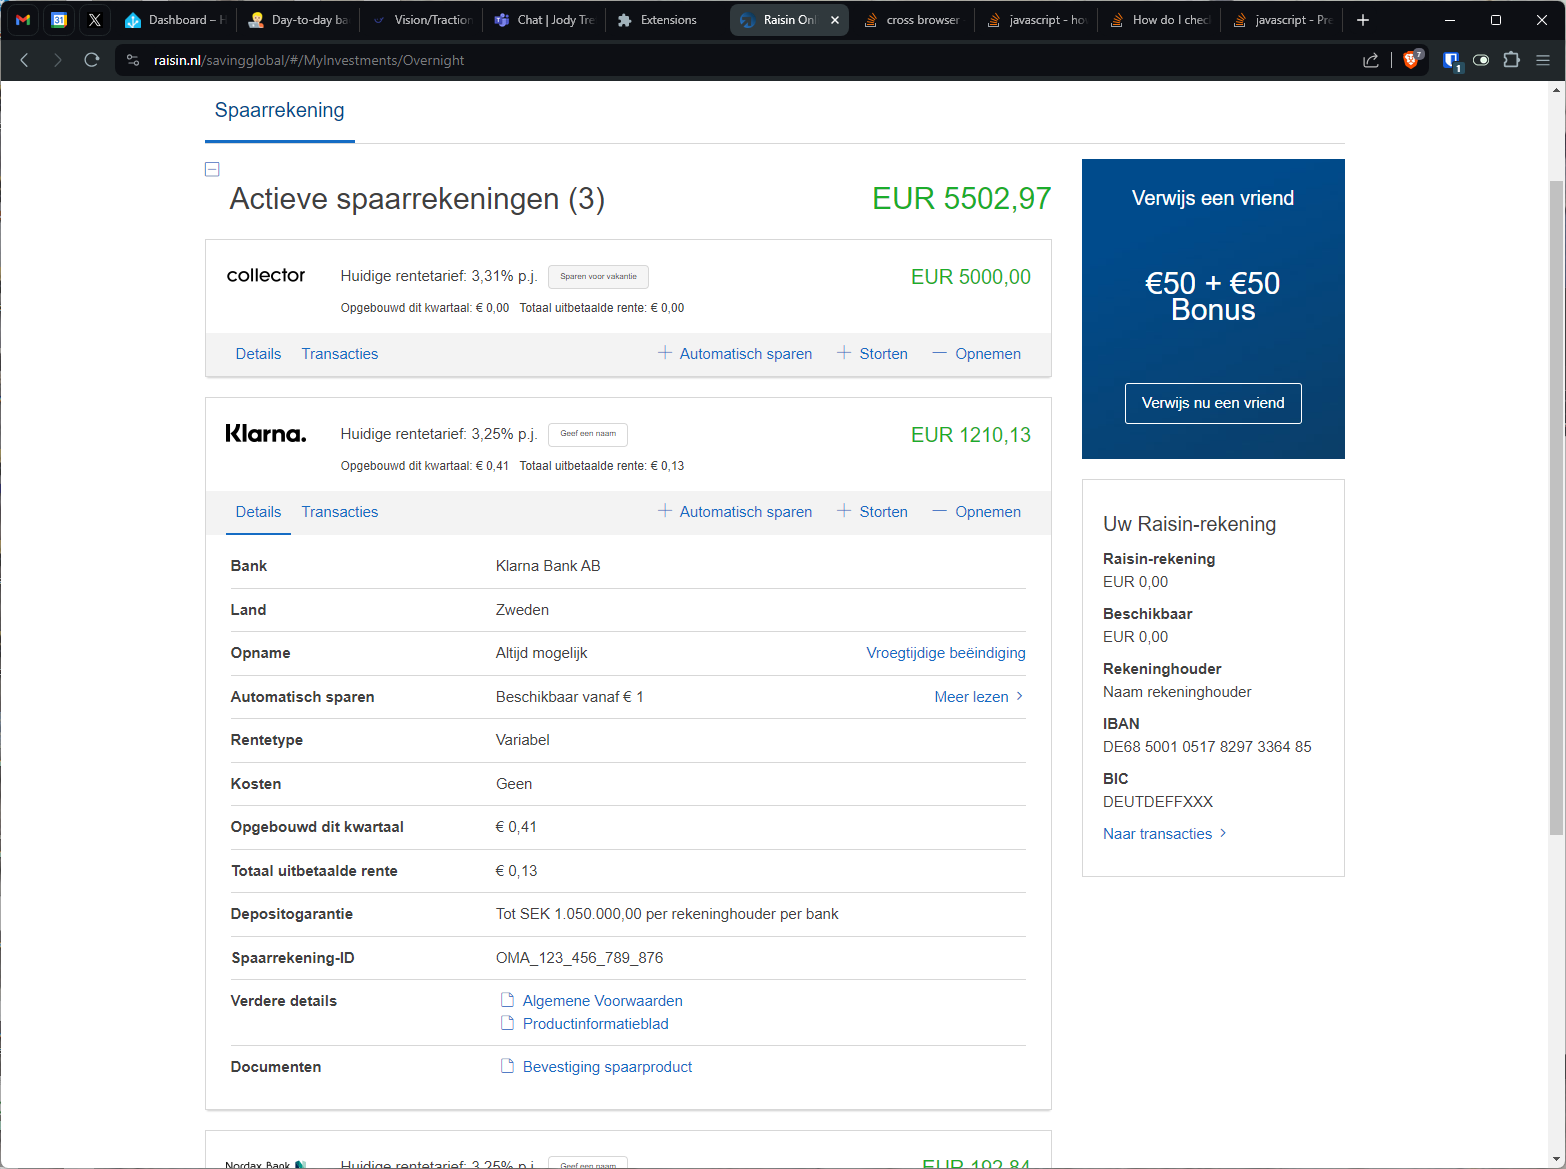 Dashboard – H
Day-to-day ba
Vision/Traction
Chat | Jody Tre
Extensions
Raisin Onl
cross browser
javascript - ho
How do I chec
javascript - Pre
raisin.nl/savingglobal/#/MyInvestments/Overnight
7
1
Spaarrekening
Actieve spaarrekeningen (3)
EUR 5502,97
collector
Huidige rentetarief: 3,31% p.j.
Sparen voor vakantie
EUR 5000,00
Opgebouwd dit kwartaal: € 0,00 Totaal uitbetaalde rente: € 0,00
Details Transacties
Automatisch sparen
Storten
Opnemen
Klarna.
Huidige rentetarief: 3,25% p.j.
Geef een naam
EUR 1210,13
Opgebouwd dit kwartaal: € 0,41 Totaal uitbetaalde rente: € 0,13
Details Transacties
Automatisch sparen
Storten
Opnemen
Bank Klarna Bank AB
Land Zweden
Opname Altijd mogelijk Vroegtijdige beëindiging
Automatisch sparen Beschikbaar vanaf € 1 Meer lezen
Rentetype Variabel
Kosten Geen
Opgebouwd dit kwartaal € 0,41
Totaal uitbetaalde rente € 0,13
Depositogarantie Tot SEK 1.050.000,00 per rekeninghouder per bank
Spaarrekening-ID OMA_123_456_789_876
Verdere details Algemene Voorwaarden
Productinformatieblad
Documenten Bevestiging spaarproduct
Nordax Bank
Huidige rentetarief: 3,25% p.j.
Geef een naam
EUR 192,84
Verwijs een vriend
€50 + €50
Bonus
Verwijs nu een vriend
Uw Raisin-rekening
Raisin-rekening
EUR 0,00
Beschikbaar
EUR 0,00
Rekeninghouder
Naam rekeninghouder
IBAN
DE68 5001 0517 8297 3364 85
BIC
DEUTDEFFXXX
Naar transacties